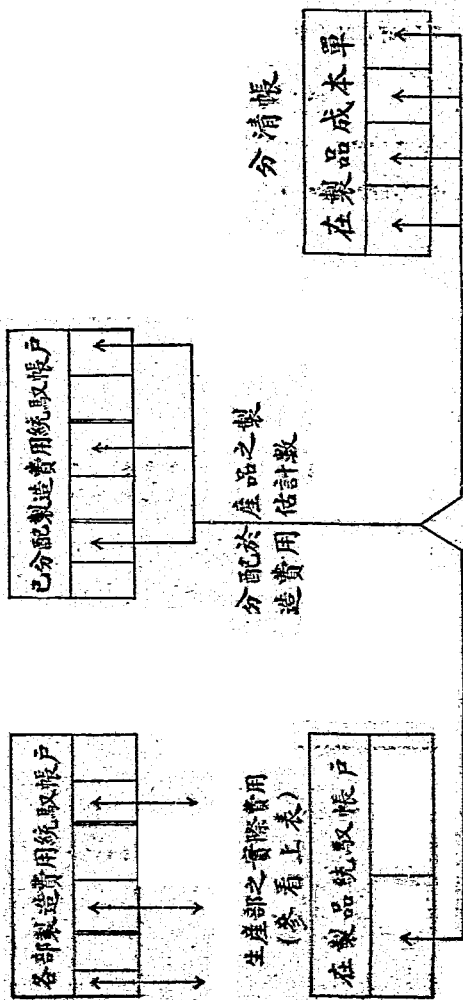 各部製造費用統馭帳戶
已分配製造費用統馭帳戶
生產部之實際費用
(參看上表)
分配於產品之製
造費用估計數
分清帳
在製品統馭帳戶
在製品成本單